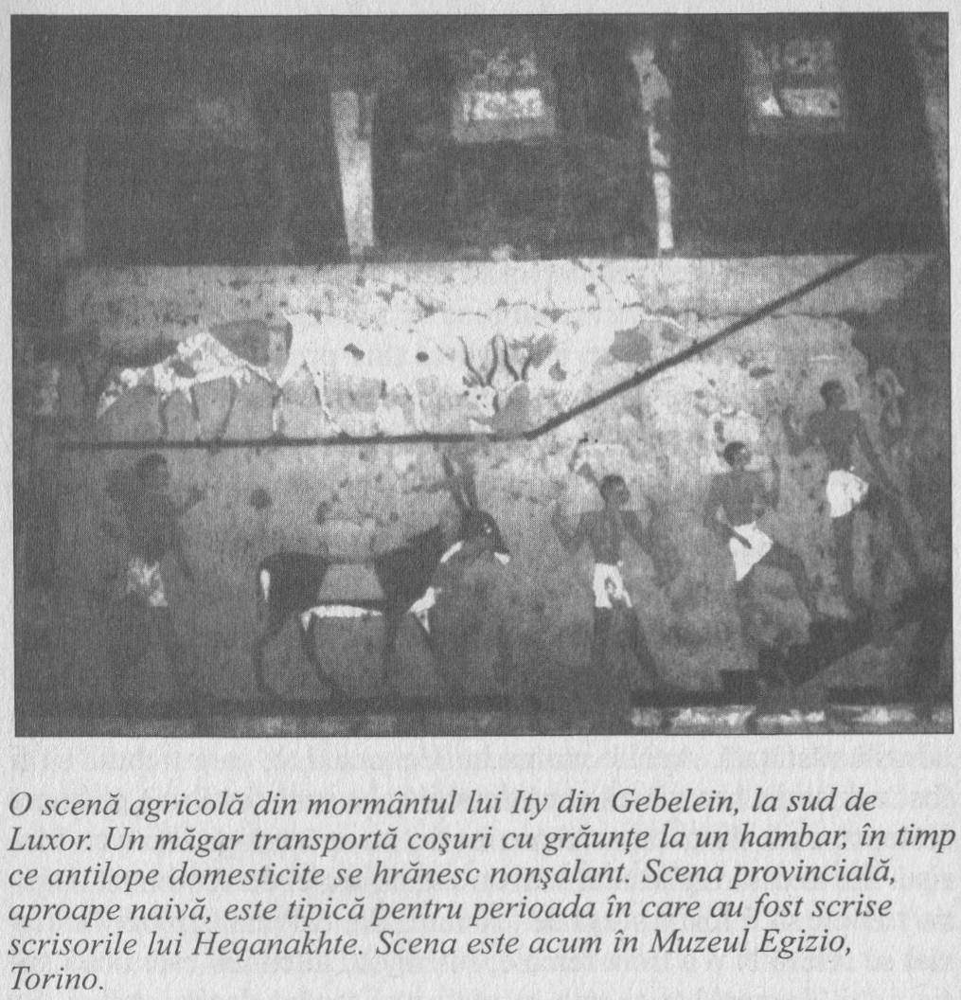 O scenă agricolă din mormântul lui Ity din Gebelein, la sud de
Luxor. Un măgar transportă coşuri cu grăunţe la un hambar, în timp
ce antilope domesticite se hrănesc nonşalant. Scena provincială,
aproape naivă, este tipică pentru perioada în care au fost scrise
scrisorile lui Heqanakhte. Scena este acum în Muzeul Egizio,
Torino.